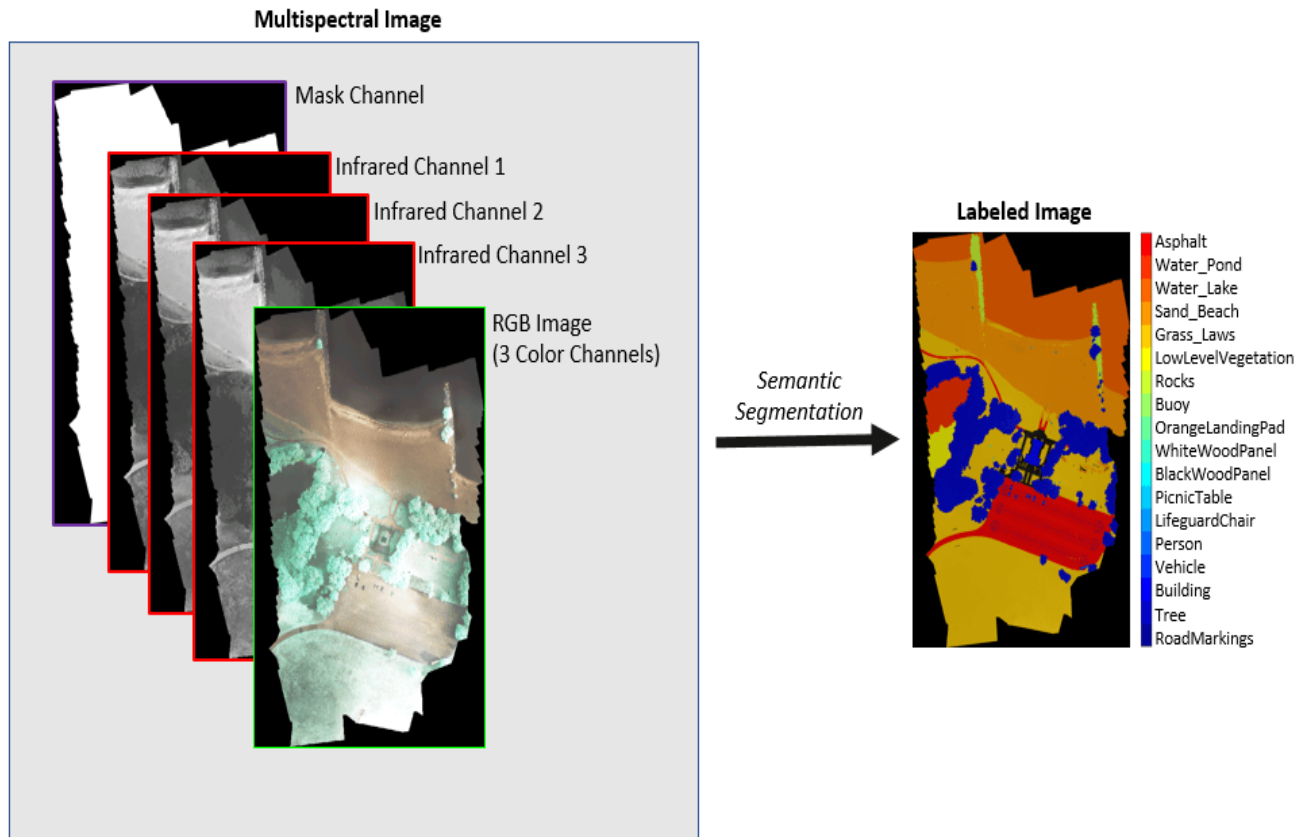 Multispectral Image
Mask Channel
Infrared Channel 1
Infrared Channel 2
Infrared Channel 3
RGB Image
(3 Color Channels)
Semantic
Segmentation
Labeled Image
Asphalt
Water_Pond
Water_Lake
Sand_Beach
Grass_Laws
LowLevelVegetation
Rocks
Buoy
OrangeLandingPad
WhiteWoodPanel
BlackWoodPanel
PicnicTable
LifeguardChair
Person
Vehicle
Building
Tree
RoadMarkings